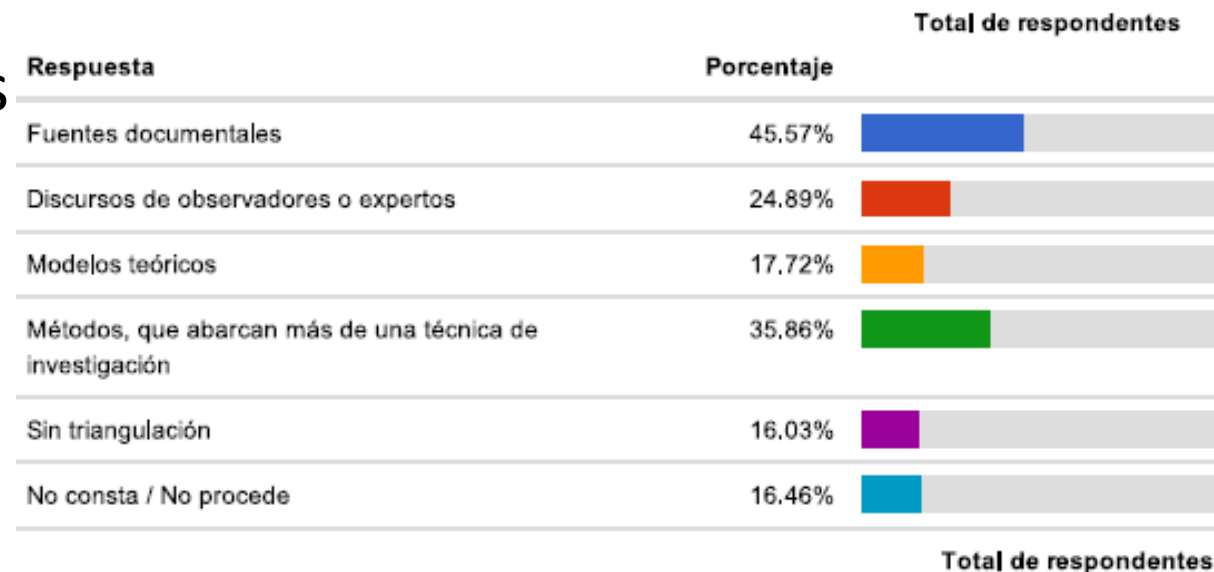 Total de respondentes
Respuesta Porcentaje
s
Fuentes documentales 45.57%
Discursos de observadores o expertos 24.89%
Modelos teóricos 17.72%
Métodos, que abarcan más de una técnica de 35.86%
investigación
Sin triangulación 16.03%
No consta / No procede 16.46%
Total de respondentes